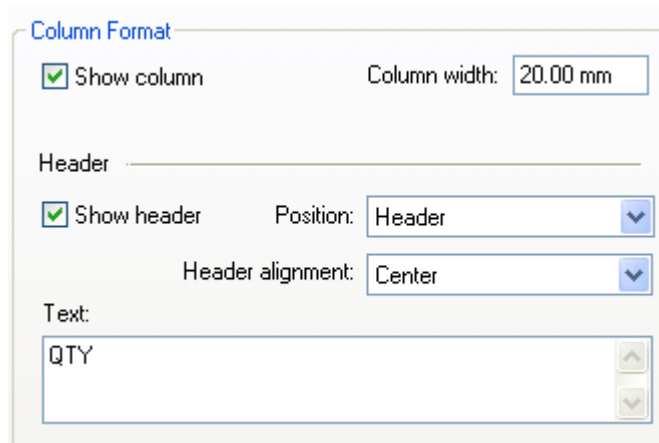 Column Format
Show column Column width: 20.00 mm
Header
Show header Position: Header
Header alignment: Center
Text:
QTY